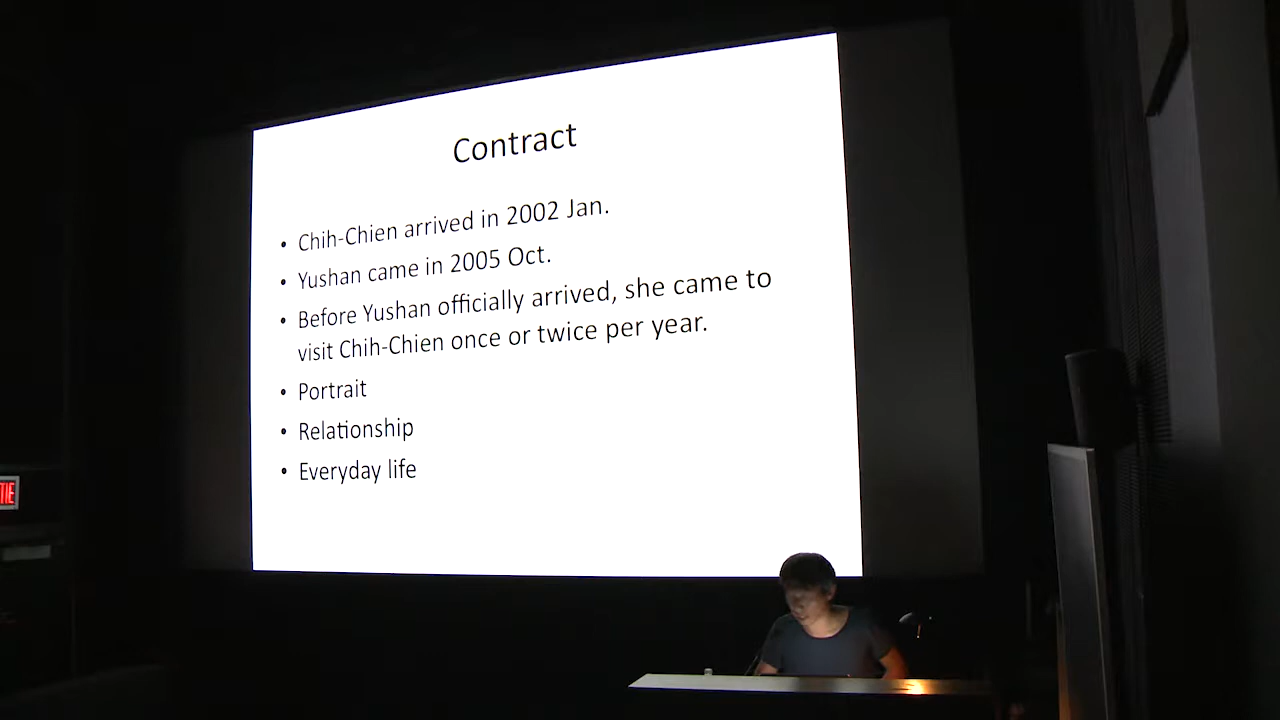 Contract
• Chih-Chien arrived in 2002 Jan.
• Yushan came in 2005 Oct.
• Before Yushan officially arrived, she came to
visit Chih-Chien once or twice per year.
• Portrait
• Relationship
• Everyday life
TIE